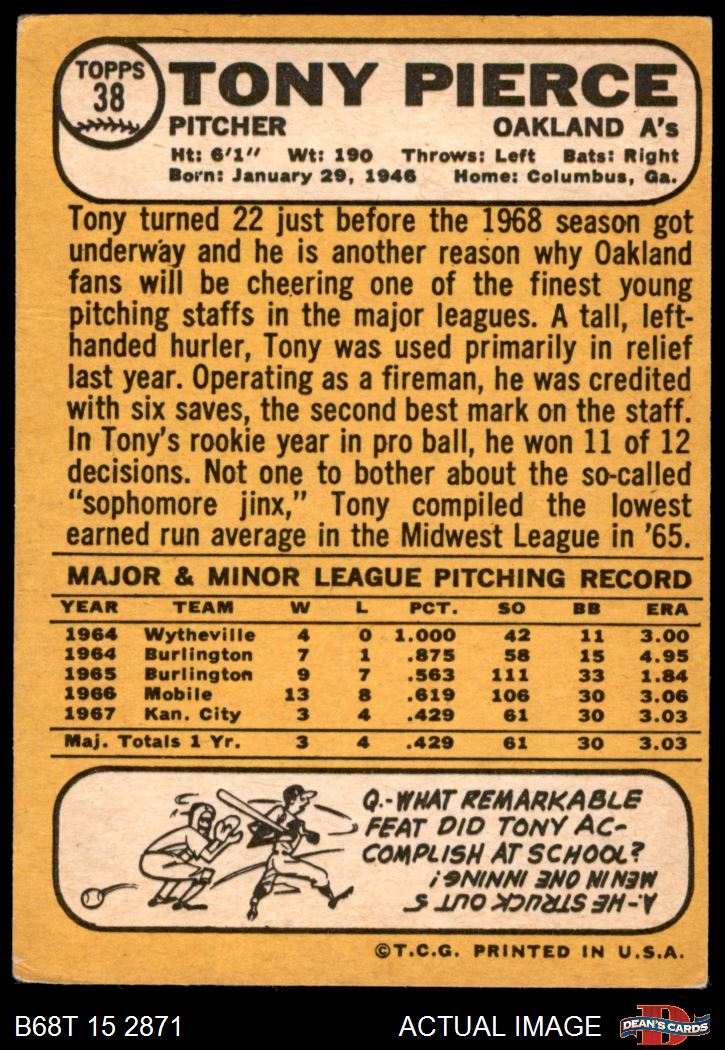 TOPPS
38
TONY PIERCE
PITCHER OAKLAND A's
Ht: 6'1" Wt: 190 Throws: Left Bats: Right
Born: January 29, 1946 Home: Columbus, Ga.
Tony turned 22 just before the 1968 season got
underway and he is another reason why Oakland
fans will be cheering one of the finest young
pitching staffs in the major leagues. A tall, left-
handed hurler, Tony was used primarily in relief
last year. Operating as a fireman, he was credited
with six saves, the second best mark on the staff.
In Tony's rookie year in pro ball, he won 11 of 12
decisions. Not one to bother about the so-called
"sophomore jinx," Tony compiled the lowest
earned run average in the Midwest League in '65.
MAJOR & MINOR LEAGUE PITCHING RECORD
YEAR TEAM W L PCT. SO BB ERA
1964 Wytheville 4 0 1.000 42 11 3.00
1964 Burlington 7 1 .875 58 15 4.95
1965 Burlington 9 7 .563 111 33 1.84
1966 Mobile 13 8 .619 106 30 3.06
1967 Kan. City 3 4 .429 61 30 3.03
Maj. Totals 1 Yr. 3 4 .429 61 30 3.03
Q.-WHAT REMARKABLE
FEAT DID TONY AC-
COMPLISH AT SCHOOL?
A.-HE STRUCK OUT 5
MEN IN ONE INNING!
©T.C.G. PRINTED IN U.S.A.
B68T 15 2871 ACTUAL IMAGE
DEAN'S CARDS